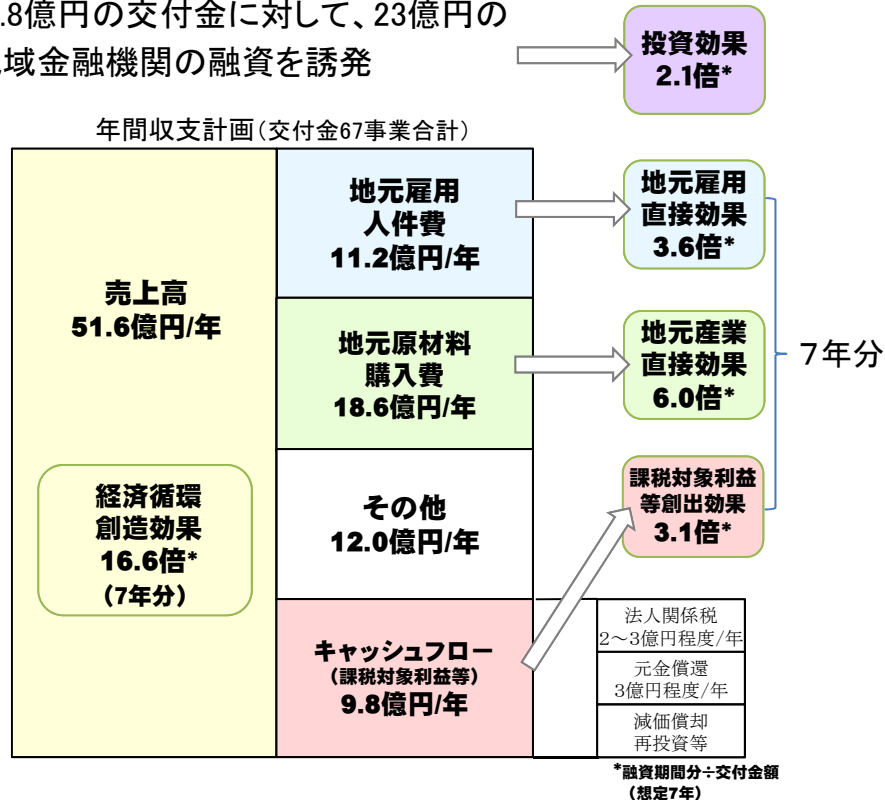 .8億円の交付金に対して、23億円の
域金融機関の融資を誘発
投資効果
2.1倍*
年間収支計画(交付金67事業合計)
売上高
51.6億円/年
経済循環
創造効果
16.6倍*
(7年分)
地元雇用
人件費
11.2億円/年
地元原材料
購入費
18.6億円/年
その他
12.0億円/年
キャッシュフロー
(課税対象利益等)
9.8億円/年
地元雇用
直接効果
3.6倍*
地元産業
直接効果
6.0倍*
課税対象利益
等創出効果
3.1倍*
7年分
法人関係税
2~3億円程度/年
元金償還
3億円程度/年
減価償却
再投資等
*融資期間分÷交付金額
(想定7年)